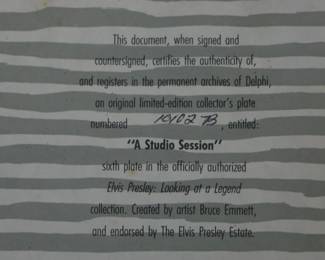 This document, when signed and
countersigned, certifies the authenticity of,
and registers in the permanent archives of Delphi,
an original limited-edition collector's plate
numbered 10102 B, entitled:
"A Studio Session"
sixth plate in the officially authorized
Elvis Presley: Looking at a Legend
collection. Created by artist Bruce Emmett,
and endorsed by The Elvis Presley Estate.